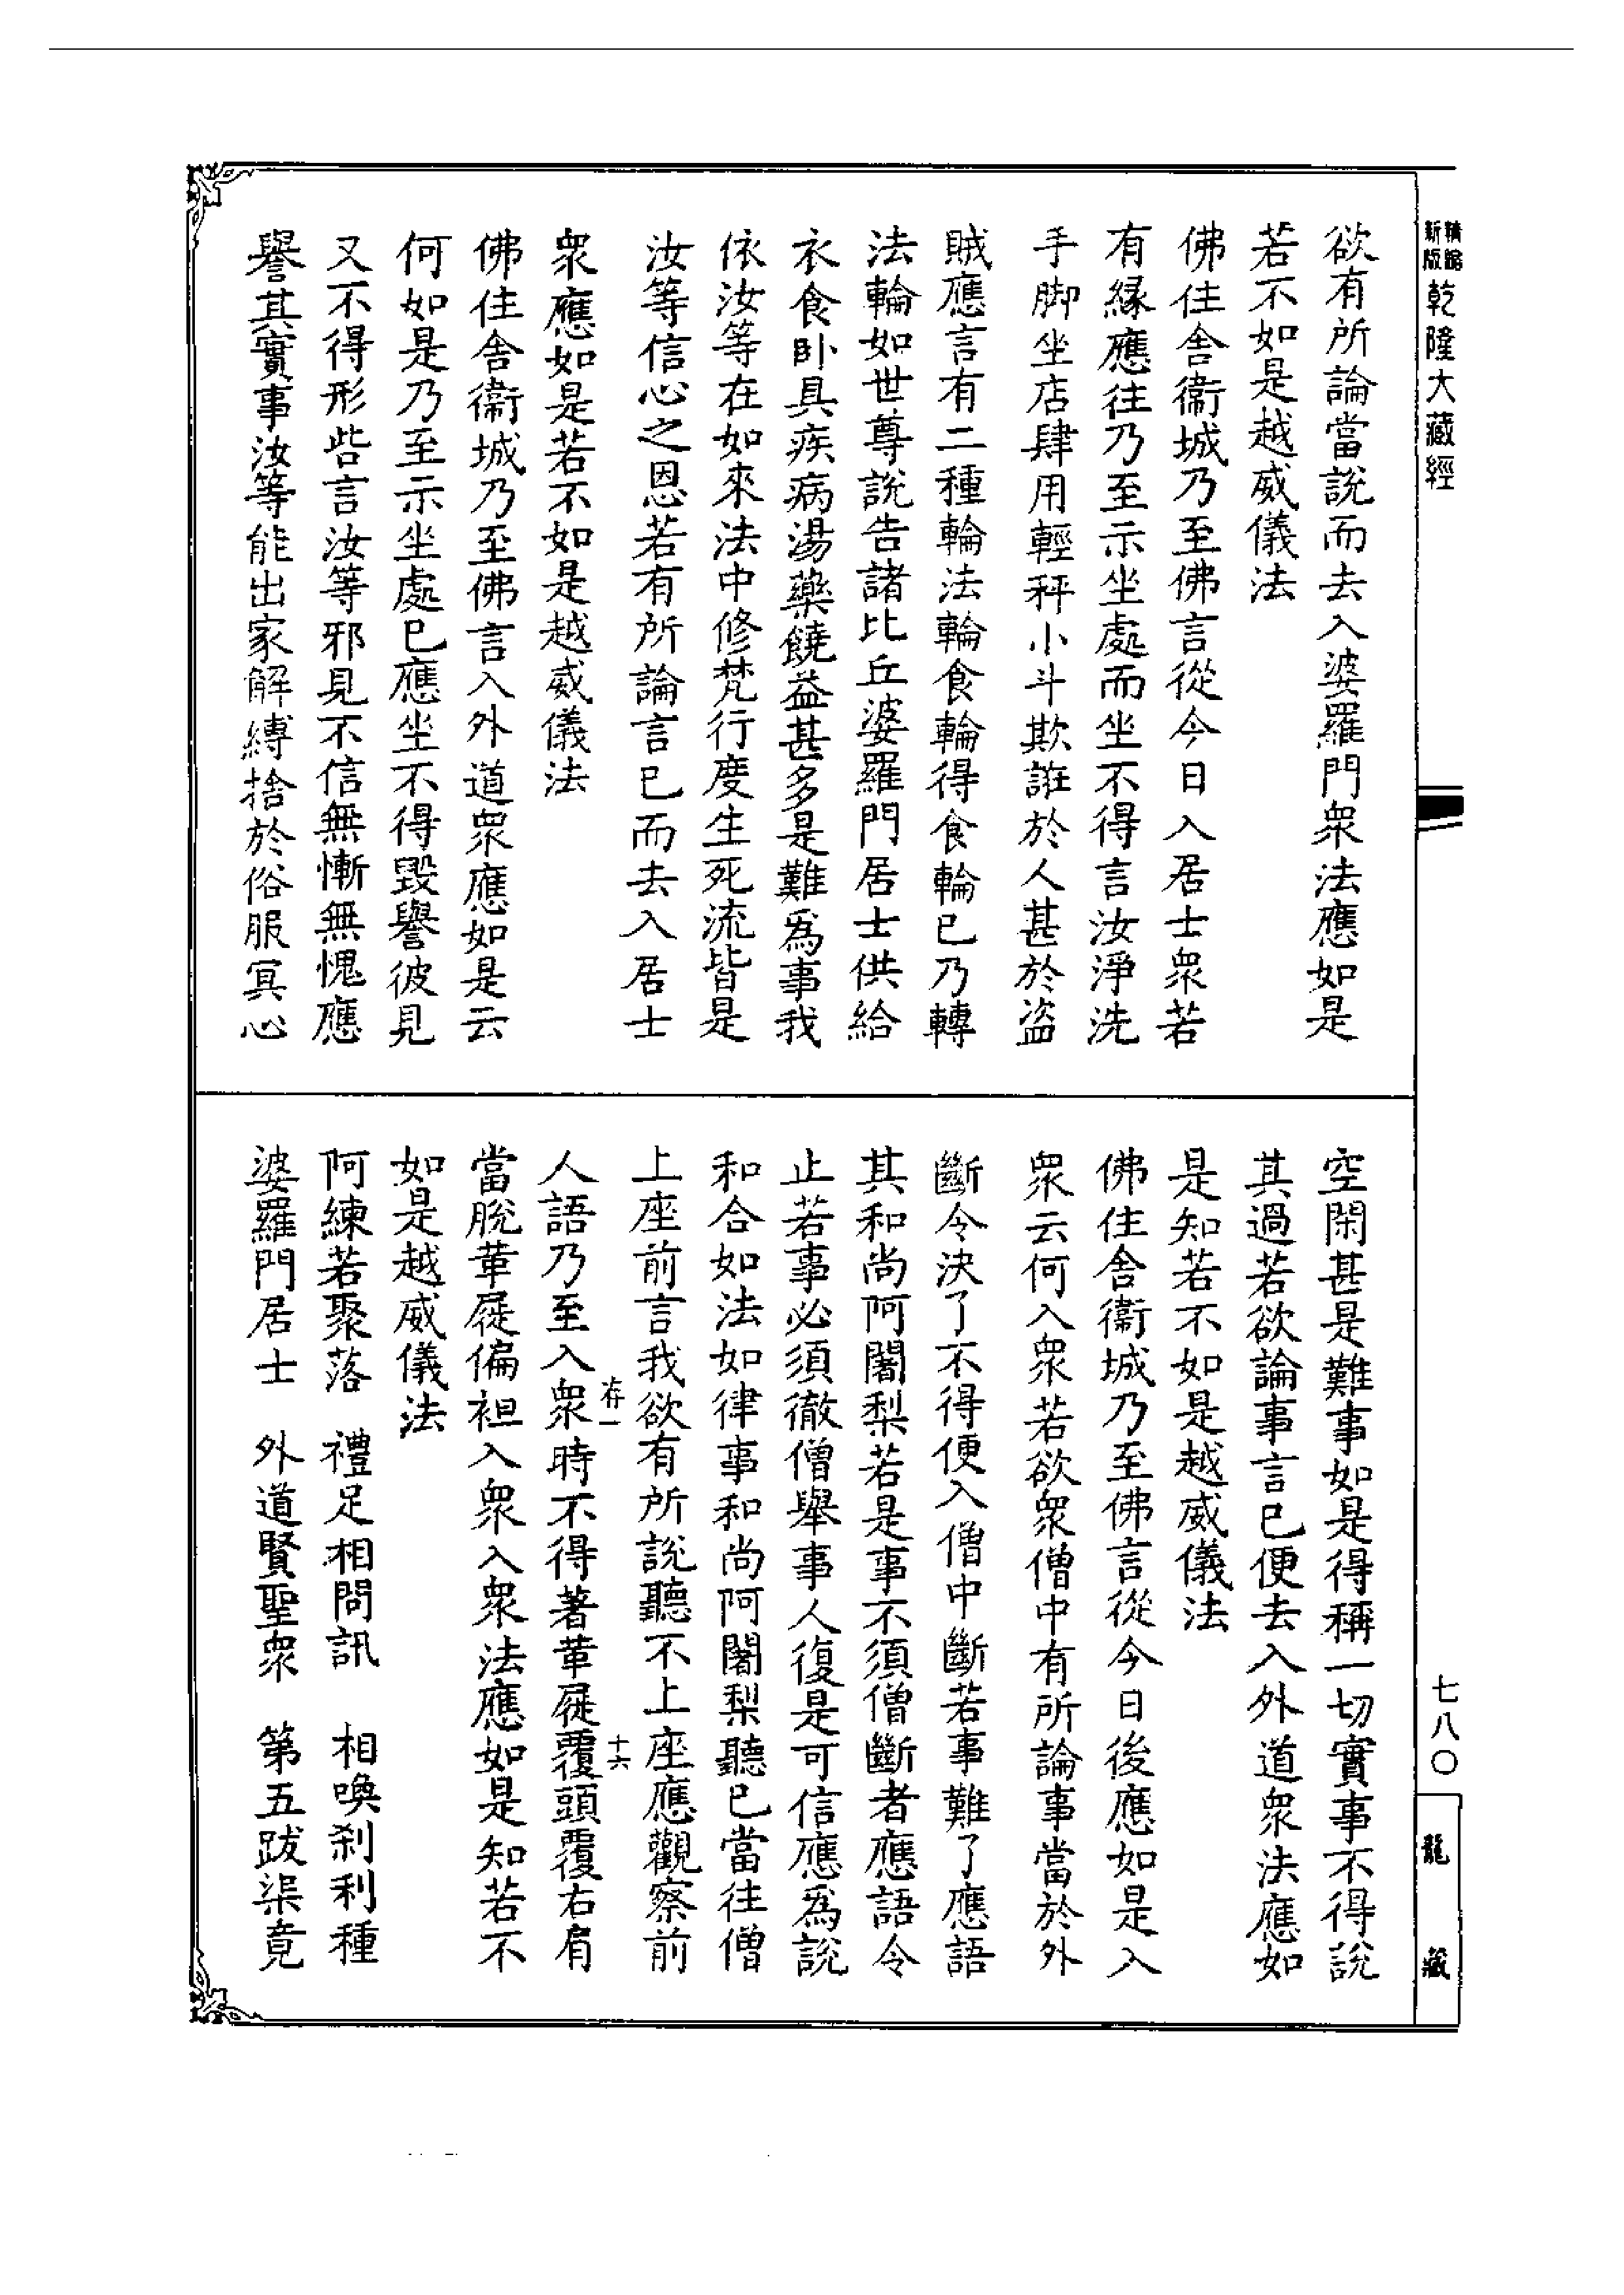 精縮
新版
乾隆大藏經
欲有所論當說而去入婆羅門衆法應如是
若不如是越威儀法
佛住舍衞城乃至佛言從今日入居士衆若
有縁應往乃至示坐處而坐不得言汝淨洗
手脚坐店肆用輕秤小斗欺誑於人甚於盜
賊應言有二種輪法輪食輪得食輪已乃轉
法輪如世尊說告諸比丘婆羅門居士供給
衣食卧具疾病湯藥饒益甚多是難爲事我
依汝等在如來法中修梵行度生死流皆是
汝等信心之恩若有所論言已而去入居士
衆應如是若不如是越威儀法
佛住舍衞城乃至佛言入外道衆應如是云
何如是乃至示坐處已應坐不得毀譽彼見
又不得形呰言汝等邪見不信無慚無愧應
譽其實事汝等能出家解縛捨於俗服冥心
空閑甚是難事如是得稱一切實事不得說
其過若欲論事言已便去入外道衆法應如
是知若不如是越威儀法
佛住舍衞城乃至佛言從今日後應如是入
衆云何入衆若欲衆僧中有所論事當於外
斷令決了不得便入僧中斷若事難了應語
其和尚阿闍梨若是事不須僧斷者應語令
止若事必須徹僧舉事人復是可信應爲說
和合如法如律事和尚阿闍梨聽已當往僧
上座前言我欲有所說聽不上座應觀察前
人語乃至入衆時不得著革屣覆頭覆右肩
存一
十六
當脫革屣偏袒入衆入衆法應如是知若不
如是越威儀法
阿練若聚落 禮足相問訊 相喚刹利種
婆羅門居士 外道賢聖衆 第五跋渠竟
七八〇
龍藏